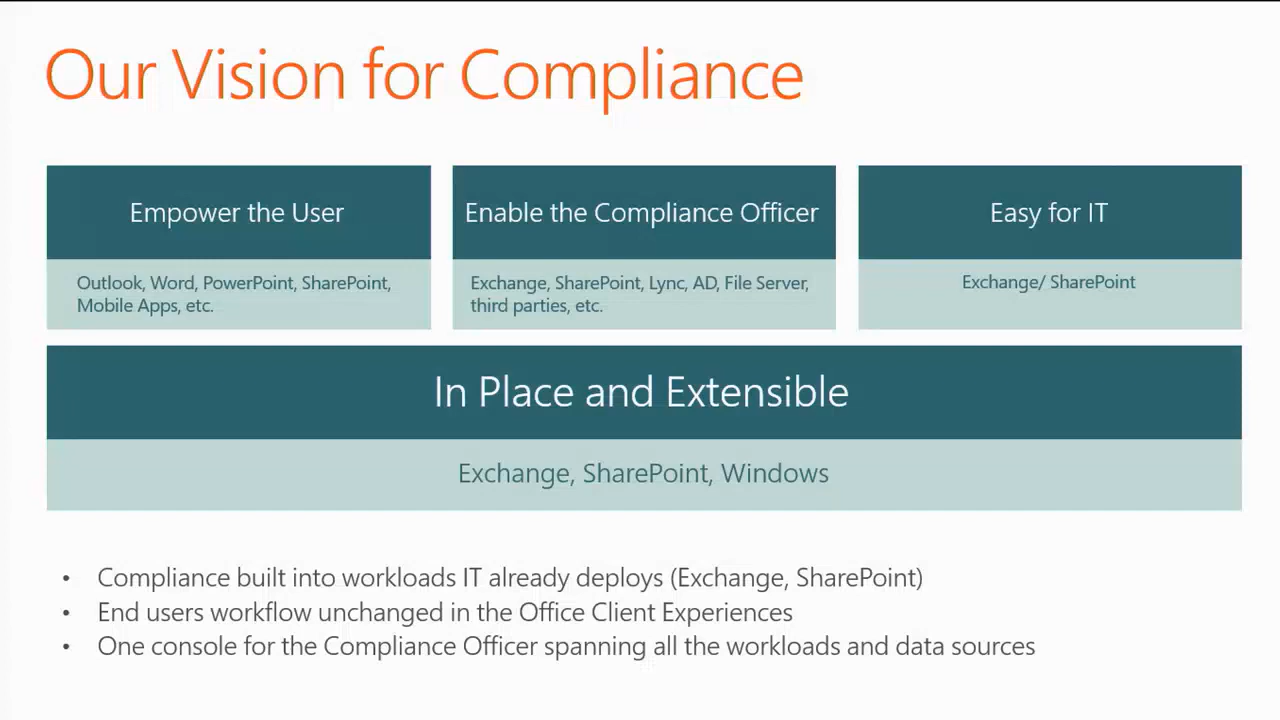 Our Vision for Compliance
Empower the User
Outlook, Word, PowerPoint, SharePoint,
Mobile Apps, etc.
Enable the Compliance Officer
Exchange, SharePoint, Lync, AD, File Server,
third parties, etc.
Easy for IT
Exchange/ SharePoint
In Place and Extensible
Exchange, SharePoint, Windows
• Compliance built into workloads IT already deploys (Exchange, SharePoint)
• End users workflow unchanged in the Office Client Experiences
• One console for the Compliance Officer spanning all the workloads and data sources